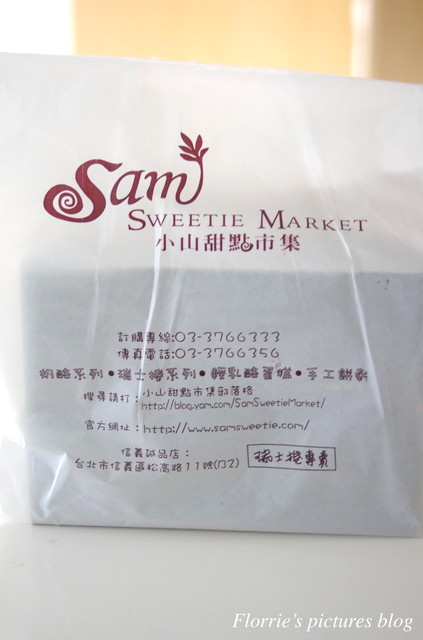 Sam
SWEETIE MARKET
小山甜點市集
訂購專線:03-3766333
傳真電話:03-3766356
奶酪系列●瑞士捲系列●輕乳酪蛋糕●手工餅乾
搜尋請打：小山甜點市集部落格
http://blog.yam.com/SamSweetieMarket/
官方網址：http://www.samsweetie.com/
信義誠品店：
台北市信義區松高路11號(B2)
瑞士捲專賣
Florrie's pictures blog